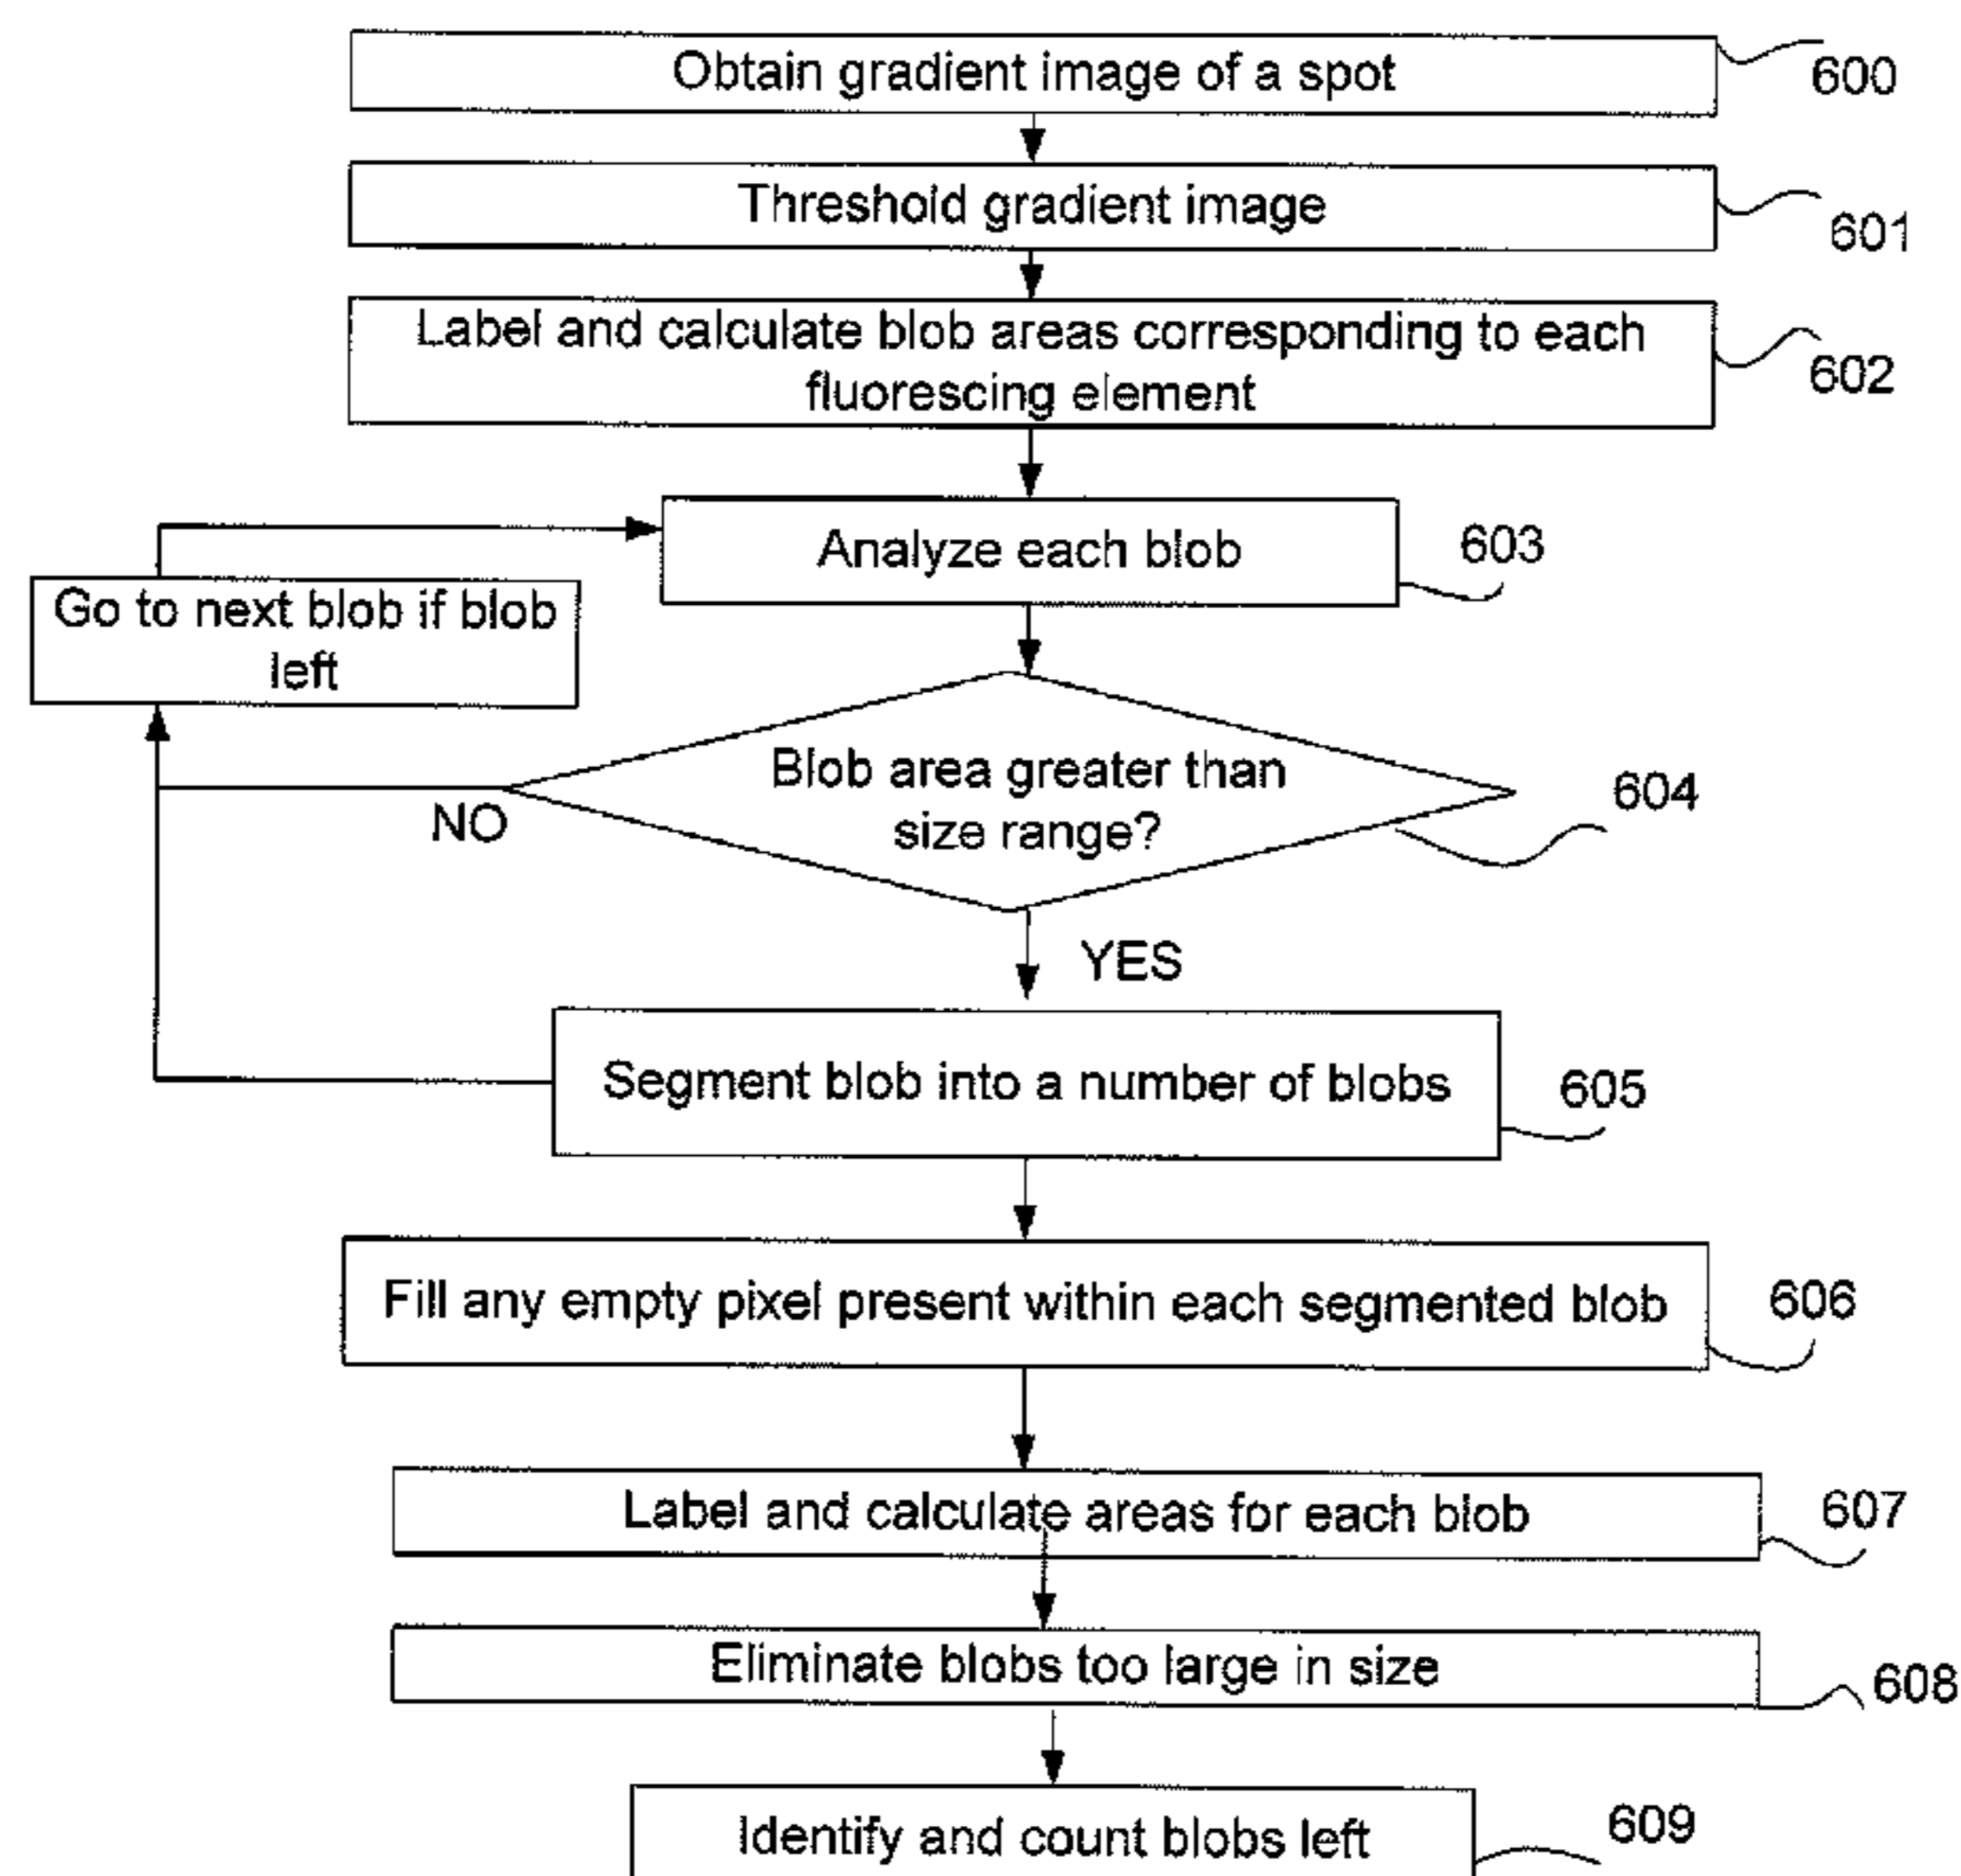 Obtain gradient image of a spot
600
Threshold gradient image
601
Label and calculate blob areas corresponding to each
fluorescing element
602
Analyze each blob
603
Go to next blob if blob
left
Blob area greater than
size range?
604
NO
YES
Segment blob into a number of blobs
605
Fill any empty pixel present within each segmented blob
606
Label and calculate areas for each blob
607
Eliminate blobs too large in size
608
Identify and count blobs left
609